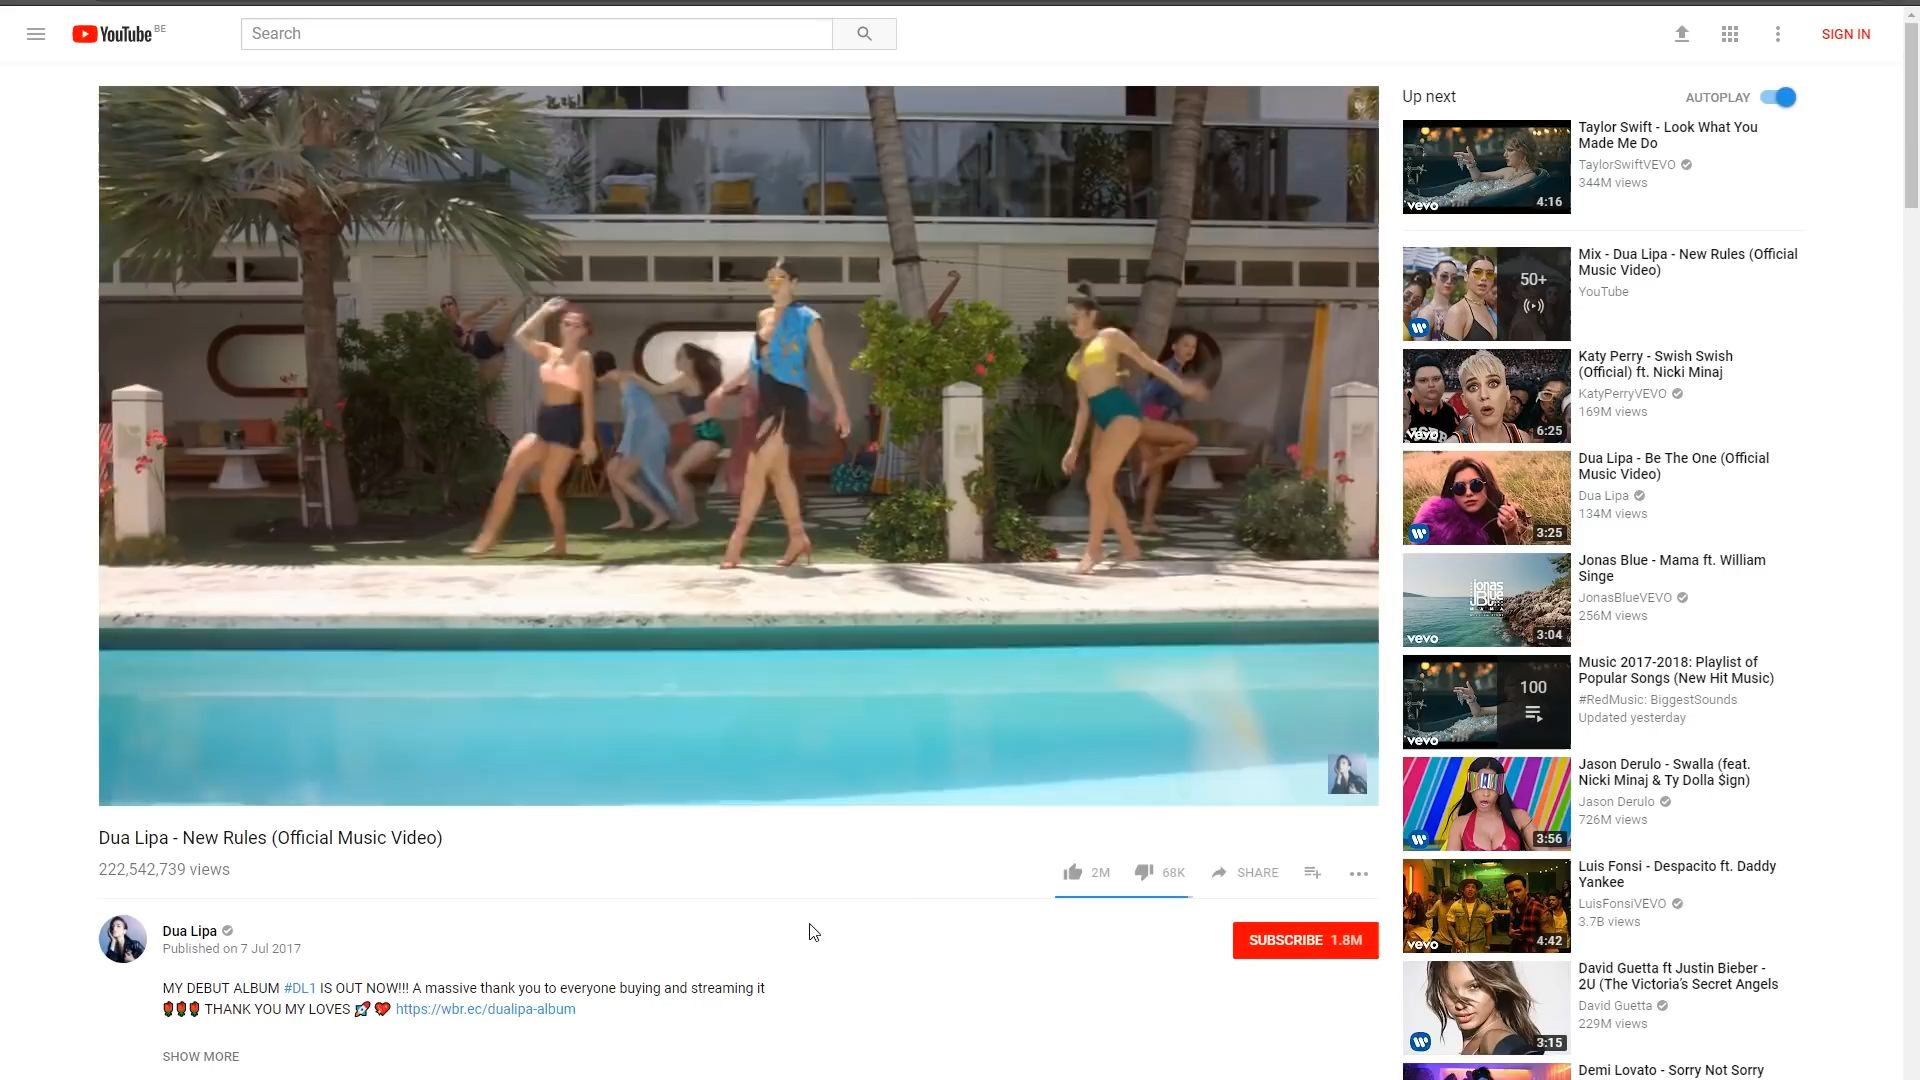 YouTube BE
Search
SIGN IN
Up next
AUTOPLAY
Taylor Swift - Look What You
Made Me Do
TaylorSwiftVEVO
344M views
vevo
4:16
Mix - Dua Lipa - New Rules (Official
Music Video)
YouTube
50+
Katy Perry - Swish Swish
(Official) ft. Nicki Minaj
KatyPerryVEVO
169M views
vevo
6:25
Dua Lipa - Be The One (Official
Music Video)
Dua Lipa
134M views
3:25
Jonas Blue - Mama ft. William
Singe
JonasBlueVEVO
256M views
Jonas
Blue
MAMA
vevo
3:04
Music 2017-2018: Playlist of
Popular Songs (New Hit Music)
#RedMusic: BiggestSounds
Updated yesterday
100
vevo
Jason Derulo - Swalla (feat.
Nicki Minaj & Ty Dolla $ign)
Jason Derulo
726M views
3:56
Luis Fonsi - Despacito ft. Daddy
Yankee
LuisFonsiVEVO
3.7B views
vevo
4:42
David Guetta ft Justin Bieber -
2U (The Victoria's Secret Angels
David Guetta
229M views
3:15
Demi Lovato - Sorry Not Sorry
Dua Lipa - New Rules (Official Music Video)
222,542,739 views
2M
68K
SHARE
Dua Lipa
Published on 7 Jul 2017
SUBSCRIBE 1.8M
MY DEBUT ALBUM #DL1 IS OUT NOW!!! A massive thank you to everyone buying and streaming it
🌹🌹🌹 THANK YOU MY LOVES 🚀 💖 https://wbr.ec/dualipa-album
SHOW MORE